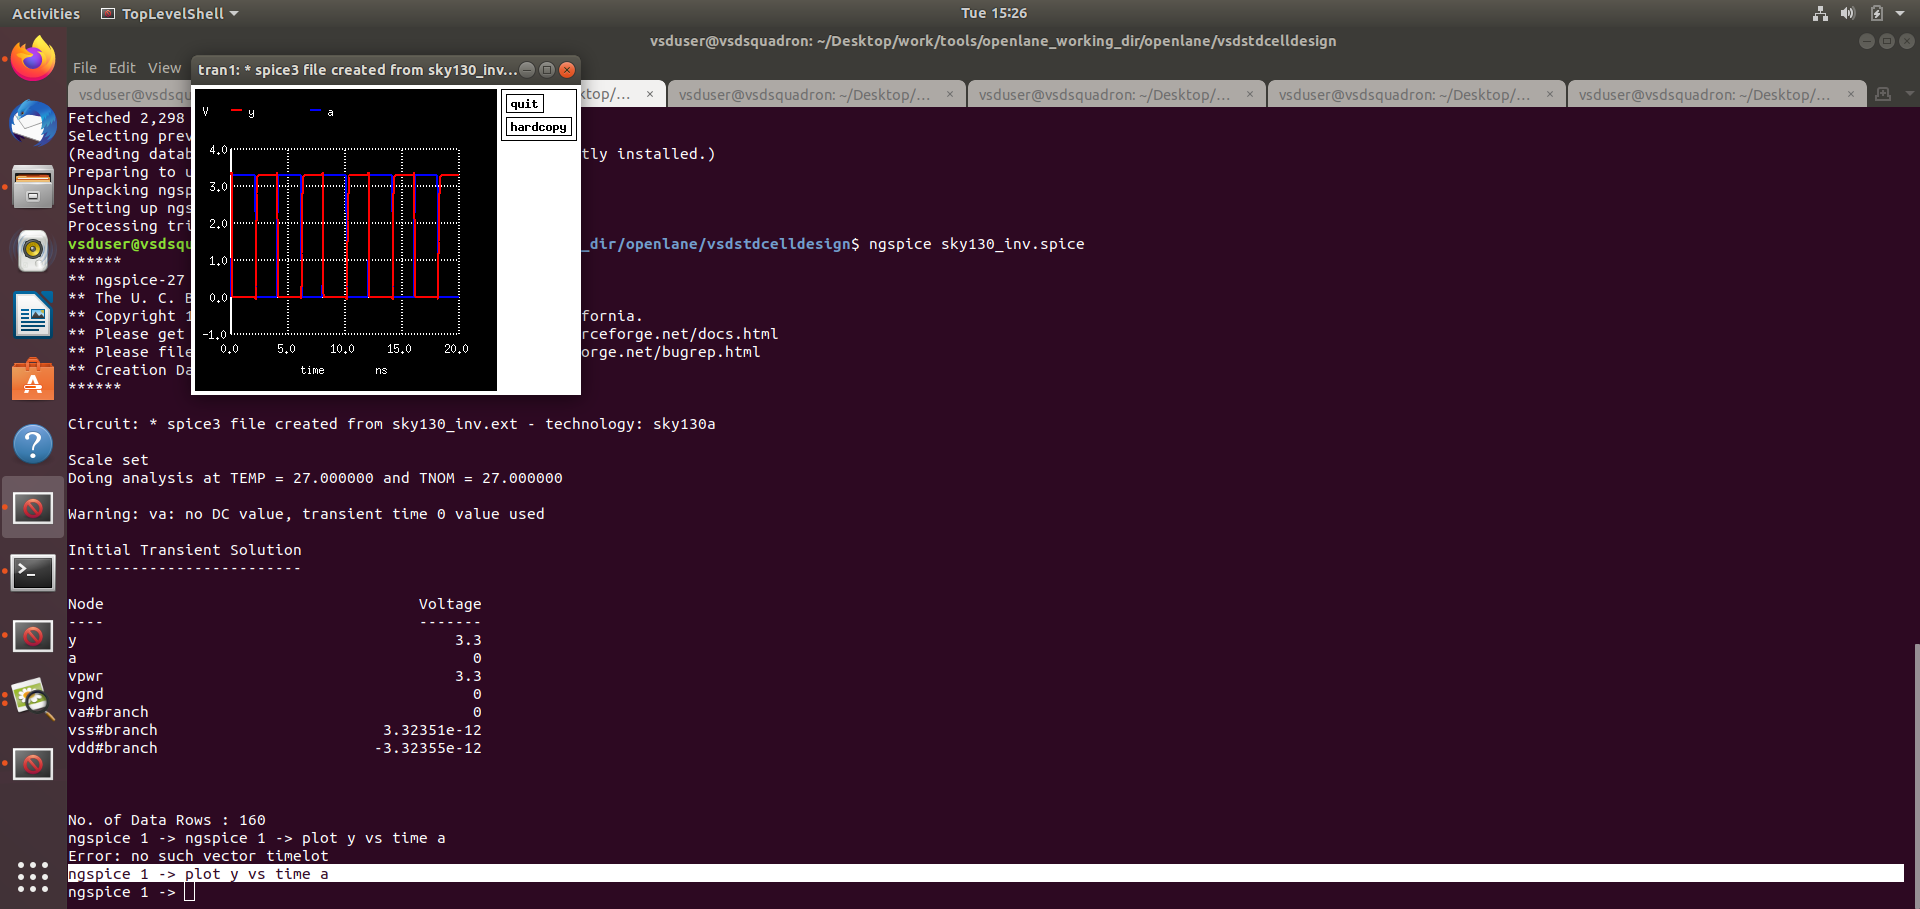 Activities
TopLevelShell
Tue 15:26
vsduser@vsdsquadron: ~/Desktop/work/tools/openlane_working_dir/openlane/vsdstdcelldesign
File Edit View
tran1: * spice3 file created from sky130_inv...
vsduser@vsds
ktop/... ×
vsduser@vsdsquadron: ~/Desktop/... ×
vsduser@vsdsquadron: ~/Desktop/... ×
vsduser@vsdsquadron: ~/Desktop/... ×
vsduser@vsdsquadron: ~/Desktop/... ×
V y a
quit
hardcopy
4.0
3.0
2.0
1.0
0.0
-1.0
0.0 5.0 10.0 15.0 20.0
time ns
Fetched 2,298
Selecting prev
(Reading datab tly installed.)
Preparing to u
Unpacking ngsp
Setting up ngs
Processing tri
vsduser@vsdsqu _dir/openlane/vsdstdcelldesign$ ngspice sky130_inv.spice
******
** ngspice-27
** The U. C. B
** Copyright 1 fornia.
** Please get rceforge.net/docs.html
** Please file orge.net/bugrep.html
** Creation Da
******
Circuit: * spice3 file created from sky130_inv.ext - technology: sky130a
Scale set
Doing analysis at TEMP = 27.000000 and TNOM = 27.000000
Warning: va: no DC value, transient time 0 value used
Initial Transient Solution
--------------------------
Node Voltage
---- -------
y 3.3
a 0
vpwr 3.3
vgnd 0
va#branch 0
vss#branch 3.32351e-12
vdd#branch -3.32355e-12
No. of Data Rows : 160
ngspice 1 -> ngspice 1 -> plot y vs time a
Error: no such vector timelot
ngspice 1 -> plot y vs time a
ngspice 1 ->